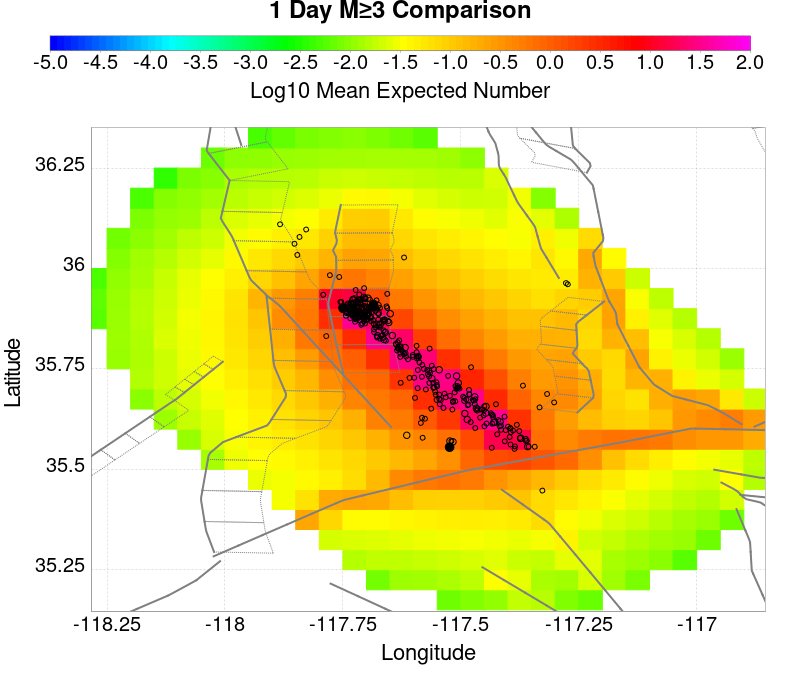 1 Day M≥3 Comparison
-5.0 -4.5 -4.0 -3.5 -3.0 -2.5 -2.0 -1.5 -1.0 -0.5 0.0 0.5 1.0 1.5 2.0
Log10 Mean Expected Number
36.25
36
35.75
35.5
35.25
Latitude
-118.25 -118 -117.75 -117.5 -117.25 -117
Longitude